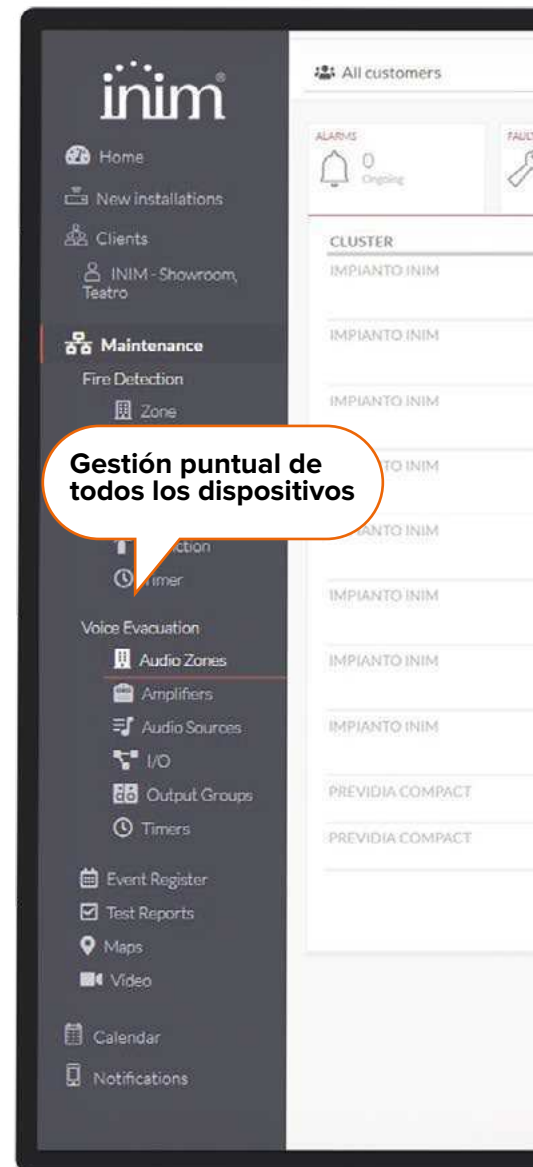 inim
All customers
Home
ALARMS
0
Ongoing
New installations
Clients
CLUSTER
INIM - Showroom,
Teatro
IMPIANTO INIM
Maintenance
IMPIANTO INIM
Fire Detection
Zone
IMPIANTO INIM
Gestión puntual de
todos los dispositivos
IMPIANTO INIM
Voice Evacuation
IMPIANTO INIM
Audio Zones
Amplifiers
Audio Sources
IMPIANTO INIM
I/O
Output Groups
PREVIDIA COMPACT
Timers
PREVIDIA COMPACT
Event Register
Test Reports
Maps
Video
Calendar
Notifications